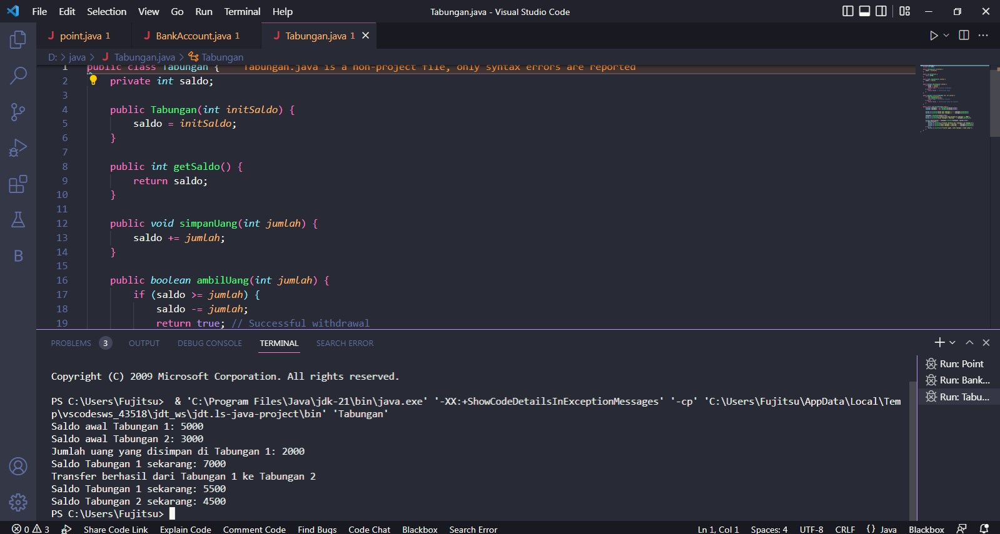 File Edit Selection View Go Run Terminal Help Tabungan.java - Visual Studio Code
J point.java 1 J BankAccount.java 1 J Tabungan.java 1
D: > java > J Tabungan.java > Tabungan
1 public class Tabungan { Tabungan.java is a non-project file, only syntax errors are reported
2 private int saldo;
3
4 public Tabungan(int initSaldo) {
5 saldo = initSaldo;
6 }
7
8 public int getSaldo() {
9 return saldo;
10 }
11
12 public void simpanUang(int jumlah) {
13 saldo += jumlah;
14 }
15
16 public boolean ambilUang(int jumlah) {
17 if (saldo >= jumlah) {
18 saldo -= jumlah;
19 return true; // Successful withdrawal
B
PROBLEMS 3 OUTPUT DEBUG CONSOLE TERMINAL SEARCH ERROR
Run: Point
Run: Bank...
Run: Tabu...
Copyright (C) 2009 Microsoft Corporation. All rights reserved.
PS C:\Users\Fujitsu> & 'C:\Program Files\Java\jdk-21\bin\java.exe' '-XX:+ShowCodeDetailsInExceptionMessages' '-cp' 'C:\Users\Fujitsu\AppData\Local\Tem
p\vscodesws_43518\jdt_ws\jdt.ls-java-project\bin' 'Tabungan'
Saldo awal Tabungan 1: 5000
Saldo awal Tabungan 2: 3000
Jumlah uang yang disimpan di Tabungan 1: 2000
Saldo Tabungan 1 sekarang: 7000
Transfer berhasil dari Tabungan 1 ke Tabungan 2
Saldo Tabungan 1 sekarang: 5500
Saldo Tabungan 2 sekarang: 4500
PS C:\Users\Fujitsu>
0 3 Share Code Link Explain Code Comment Code Find Bugs Code Chat Blackbox Search Error Ln 1, Col 1 Spaces: 4 UTF-8 CRLF { } Java Blackbox